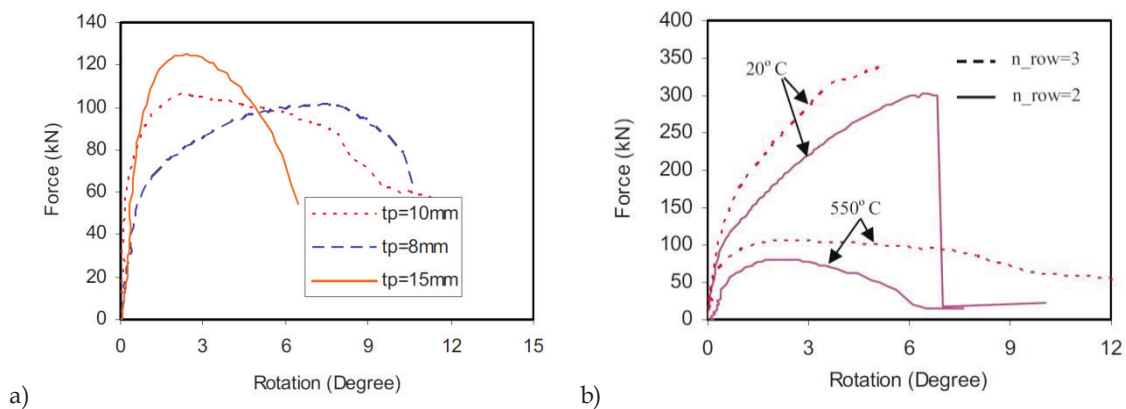 140
120
100
80
60
40
20
0
Force (kN)
tp=10mm
tp=8mm
tp=15mm
0 3 6 9 12 15
Rotation (Degree)
a)
400
350
300
250
200
150
100
50
0
Force (kN)
20° C
n_row=3
n_row=2
550° C
0 3 6 9 12
Rotation (Degree)
b)